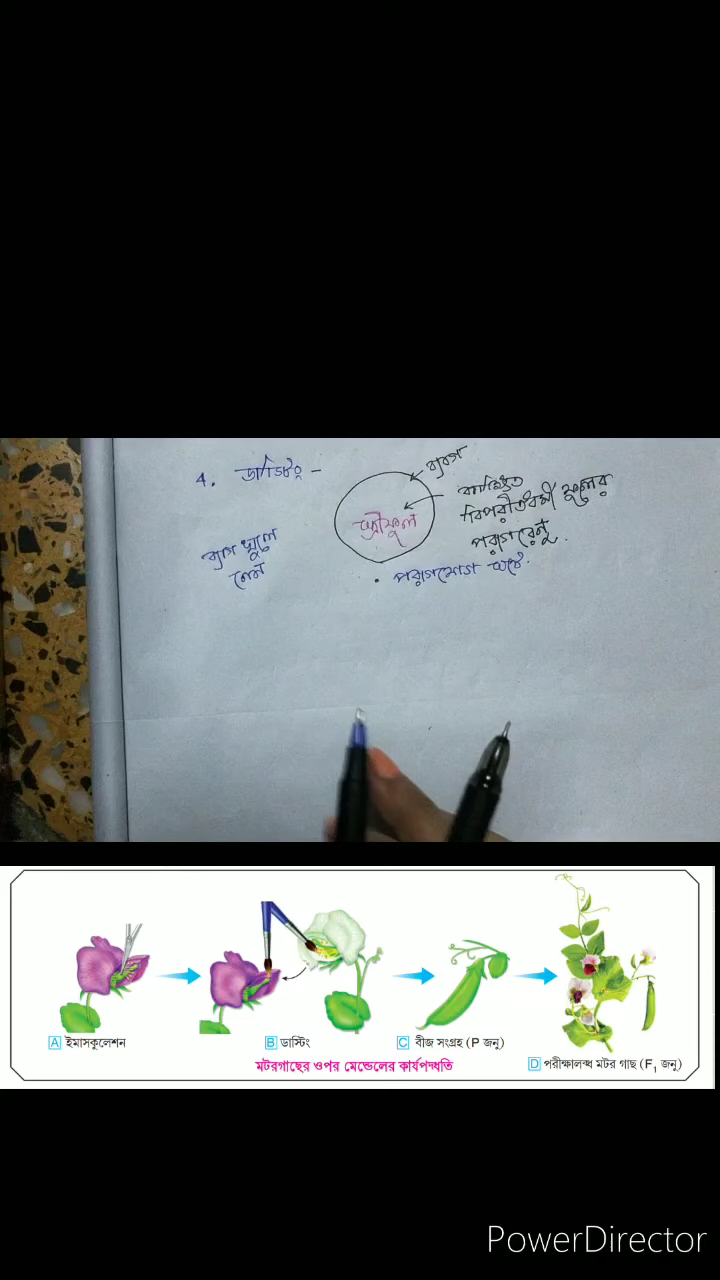 4. ডাস্টিং –
ব্যাগ
স্ত্রীফুল
কাঙ্খিত
বিপরীতধর্মী ফুলের
পরাগরেনু.
ব্যাগ খুলে
পরাগযোগ ঘটে.
A ইমাসকুলেশন
B ডাস্টিং
C বীজ সংগ্রহ (P জনু)
D পরীক্ষালব্ধ মটর গাছ (F₁ জনু)
মটরগাছের ওপর মেন্ডেলের কার্যপদ্ধতি
PowerDirector